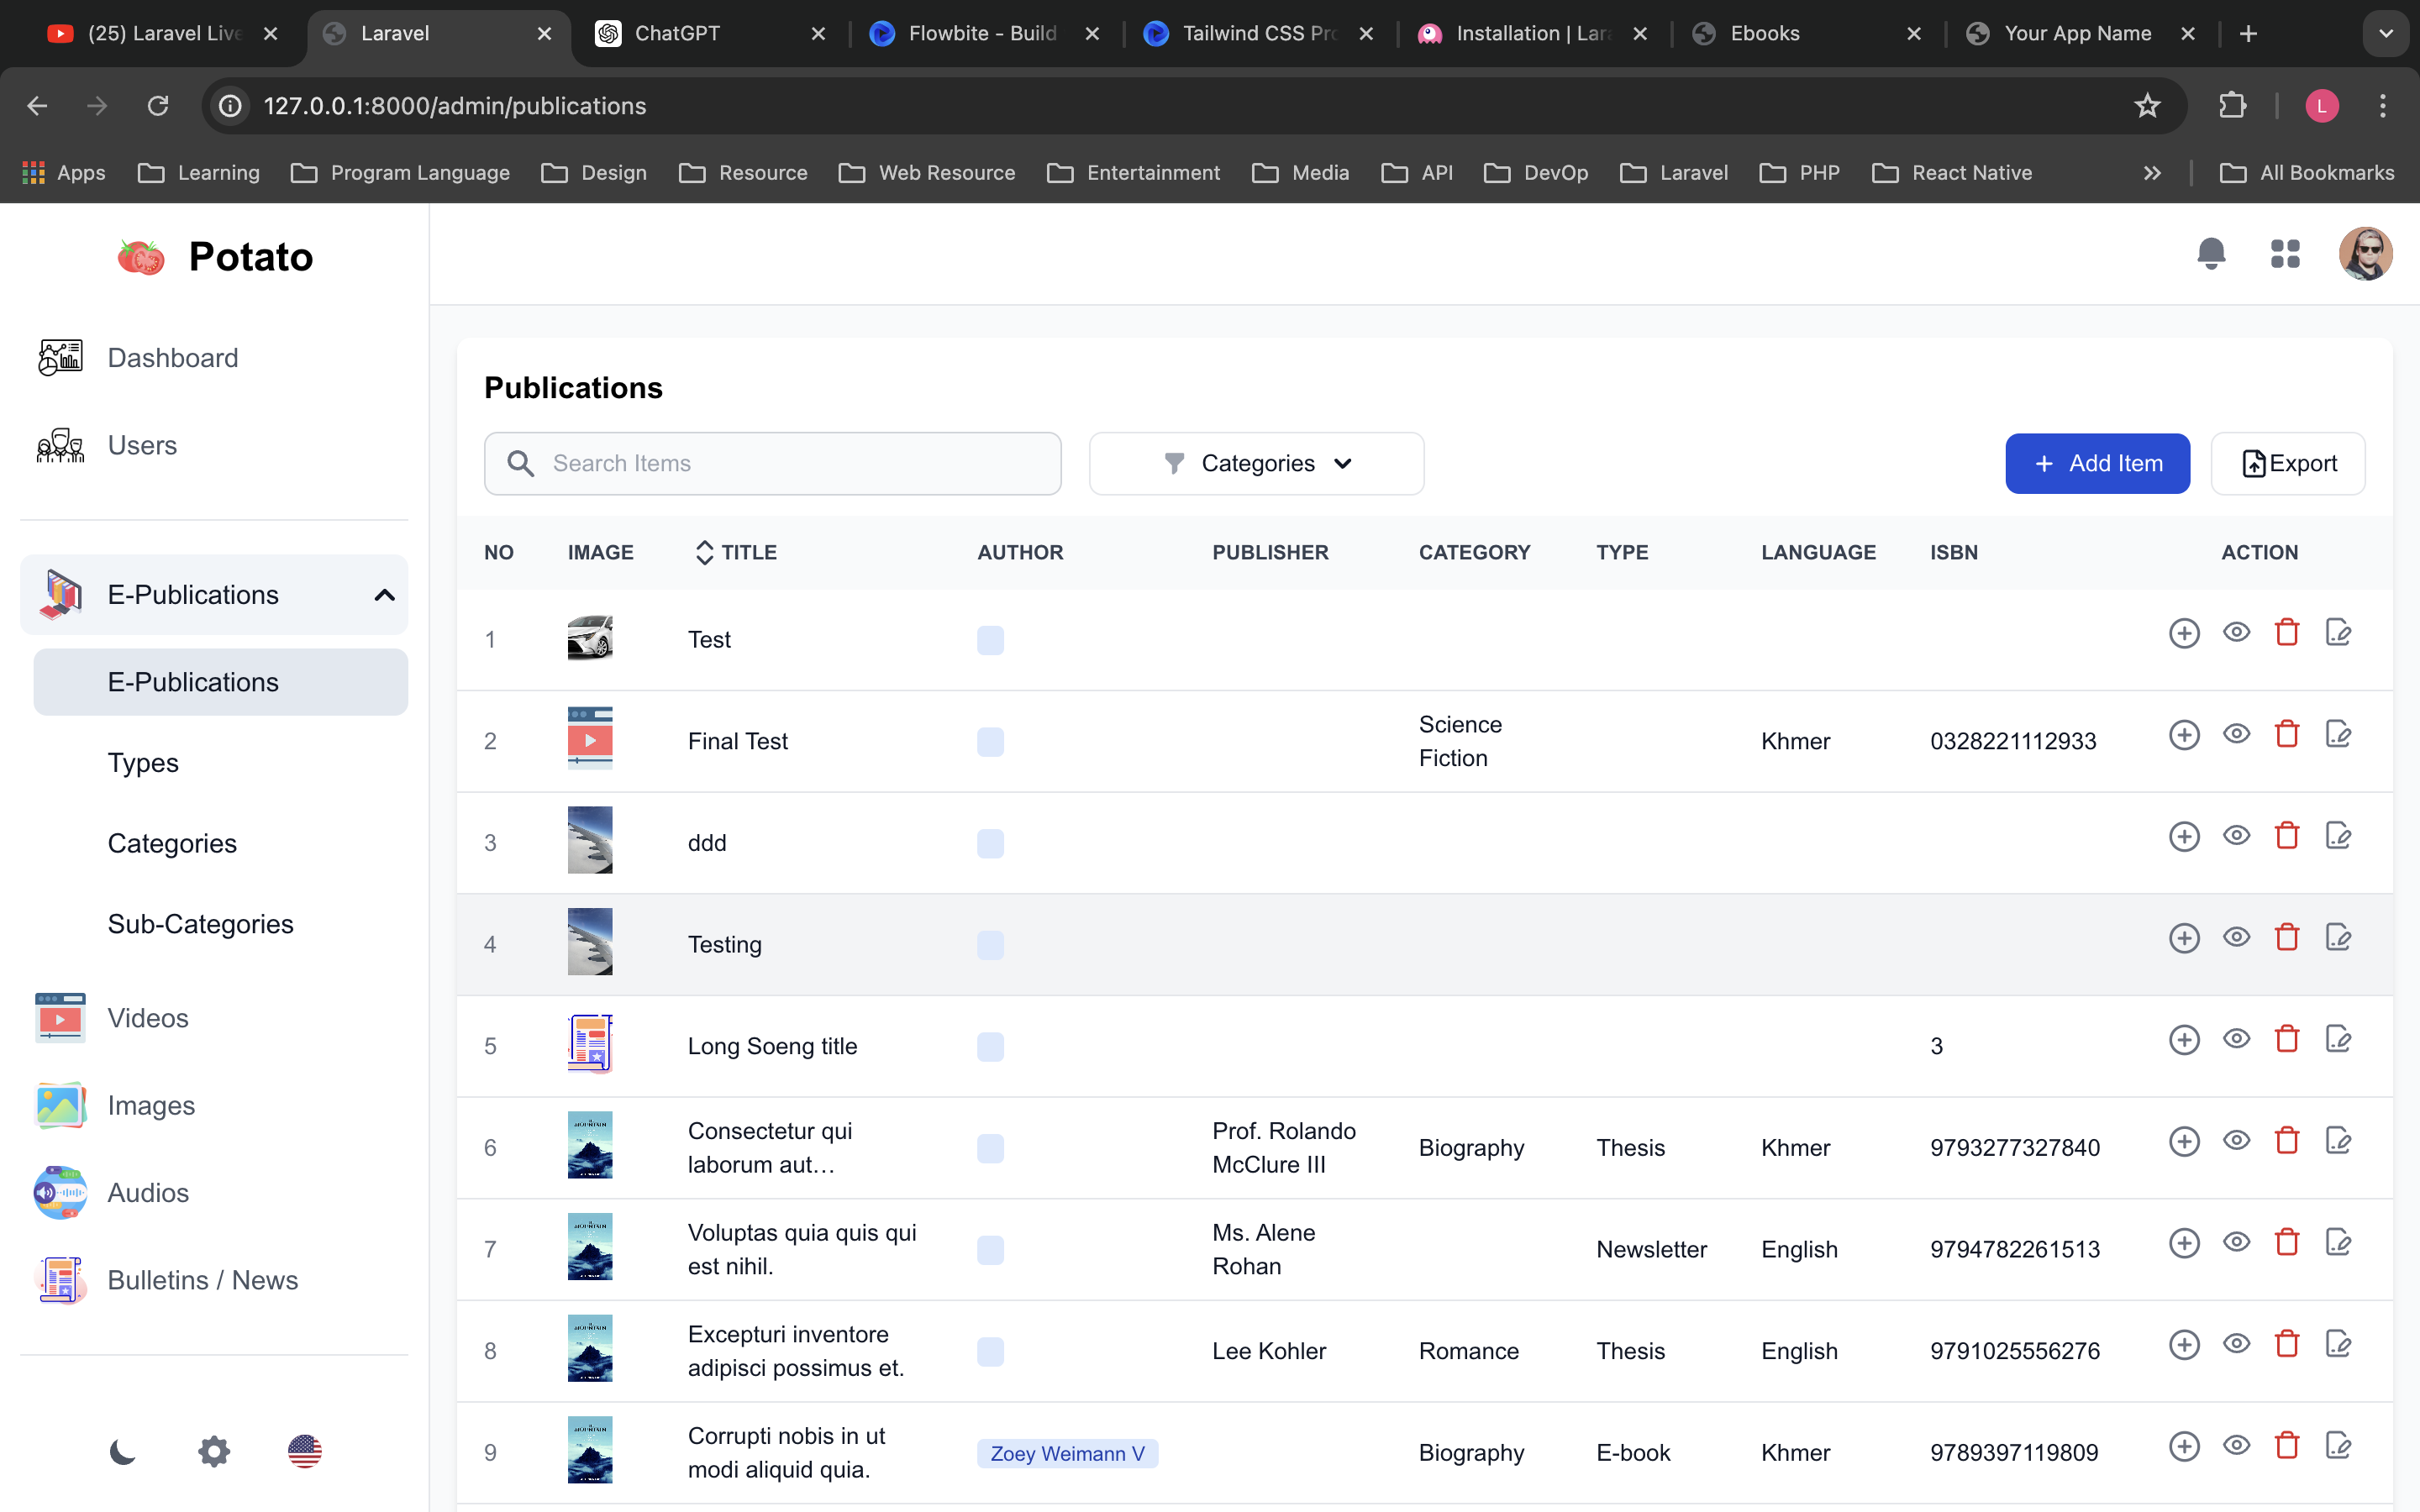 (25) Laravel Live
Laravel
ChatGPT
Flowbite - Build
Tailwind CSS Pro
Installation | Lara
Ebooks
Your App Name
127.0.0.1:8000/admin/publications
L
Apps
Learning
Program Language
Design
Resource
Web Resource
Entertainment
Media
API
DevOp
Laravel
PHP
React Native
All Bookmarks
Potato
Dashboard
Users
E-Publications
E-Publications
Types
Categories
Sub-Categories
Videos
Images
Audios
Bulletins / News
Publications
Search Items
Categories
Add Item
Export
NO IMAGE TITLE AUTHOR PUBLISHER CATEGORY TYPE LANGUAGE ISBN ACTION
1 Test
2 Final Test Science Fiction Khmer 0328221112933
3 ddd
4 Testing
5 Long Soeng title 3
6 Consectetur qui laborum aut... Prof. Rolando McClure III Biography Thesis Khmer 9793277327840
7 Voluptas quia quis qui est nihil. Ms. Alene Rohan Newsletter English 9794782261513
8 Excepturi inventore adipisci possimus et. Lee Kohler Romance Thesis English 9791025556276
9 Corrupti nobis in ut modi aliquid quia. Zoey Weimann V Biography E-book Khmer 9789397119809